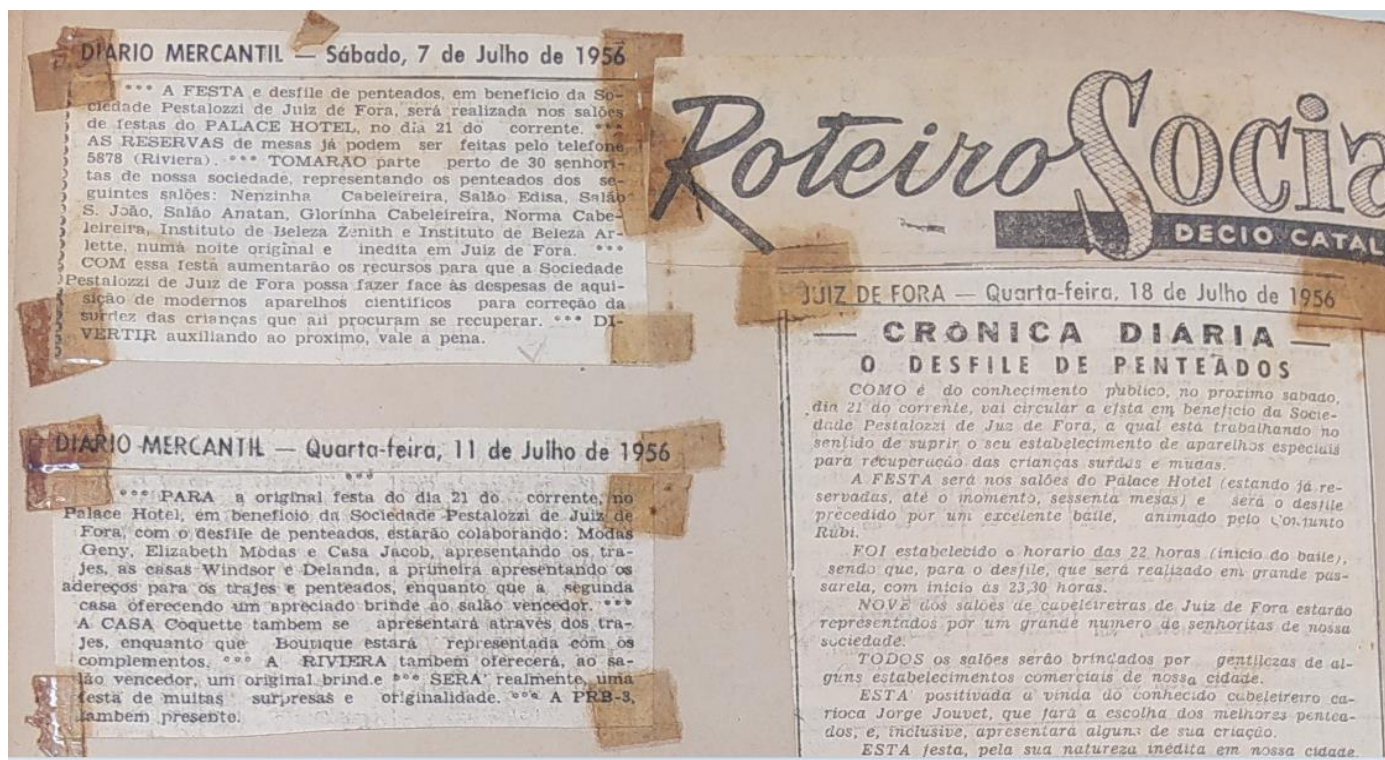 DIARIO MERCANTIL — Sábado, 7 de Julho de 1956
*** A FESTA e desfile de penteados, em beneficio da So-
ciedade Pestalozzi de Juiz de Fora, será realizada nos salões
de festas do PALACE HOTEL, no dia 21 do corrente. ***
AS RESERVAS de mesas já podem ser feitas pelo telefone
5878 (Riviera). *** TOMARAO parte perto de 30 senhori-
tas de nossa sociedade, representando os penteados dos se-
guintes salões: Nenzinha Cabeleireira, Salão Edisa, Salão
S. João, Salão Anatan, Glorinha Cabeleireira, Norma Cabe-
leireira, Instituto de Beleza Zenith e Instituto de Beleza Ar-
lette, numa noite original e inedita em Juiz de Fora. ***
COM essa festa aumentarão os recursos para que a Sociedade
Pestalozzi de Juiz de Fora possa fazer face às despesas de aqui-
sição de modernos aparelhos cientificos para correção da
surdez das crianças que ali procuram se recuperar. *** DI-
VERTIR auxiliando ao proximo, vale a pena.
DIARIO MERCANTIL — Quarta-feira, 11 de Julho de 1956
***
*** PARA a original festa do dia 21 do corrente, no
Palace Hotel, em beneficio da Sociedade Pestalozzi de Juiz de
Fora, com o desfile de penteados, estarão colaborando: Modas
Geny, Elizabeth Modas e Casa Jacob, apresentando os tra-
jes, as casas Windsor e Delanda, a primeira apresentando os
adereços para os trajes e penteados, enquanto que a segunda
casa oferecendo um apreciado brinde ao salão vencedor. ***
A CASA Coquette tambem se apresentará através dos tra-
jes, enquanto que Boutique estará representada com os
complementos. *** A RIVIERA tambem oferecerá, ao sa-
lão vencedor, um original brind.e *** SERA' realmente, uma
festa de muitas surpresas e originalidade. *** A PRB-3,
tambem presente.
Roteiro Socia
DECIO CATAL
JUIZ DE FORA — Quarta-feira, 18 de Julho de 1956
— CRÔNICA DIARIA —
O DESFILE DE PENTEADOS
COMO é do conhecimento publico, no proximo sabado,
dia 21 do corrente, vai circular a efsta em beneficio da Socie-
dade Pestalozzi de Juz de Fora, a qual está trabalhando no
sentido de suprir o seu estabelecimento de aparelhos especiais
para recuperação das crianças surdas e mudas.
A FESTA será nos salões do Palace Hotel (estando já re-
servadas, até o momento, sessenta mesas) e será o desfile
precedido por um excelente baile, animado pelo Conjunto
Rubi.
FOI estabelecido o horario das 22 horas (inicio do baile),
sendo que, para o desfile, que será realizado em grande pas-
sarela, com inicio às 23,30 horas.
NOVE dos salões de cabeleireiras de Juiz de Fora estarão
representados por um grande numero de senhoritas de nossa
sociedade.
TODOS os salões serão brindados por gentilezas de al-
guns estabelecimentos comerciais de nossa cidade.
ESTA' positivada a vinda do conhecido cabeleireiro ca-
rioca Jorge Jouvet, que fará a escolha dos melhores pentea-
dos, e, inclusive, apresentará alguns de sua criação.
ESTA festa, pela sua natureza inédita em nossa cidade,